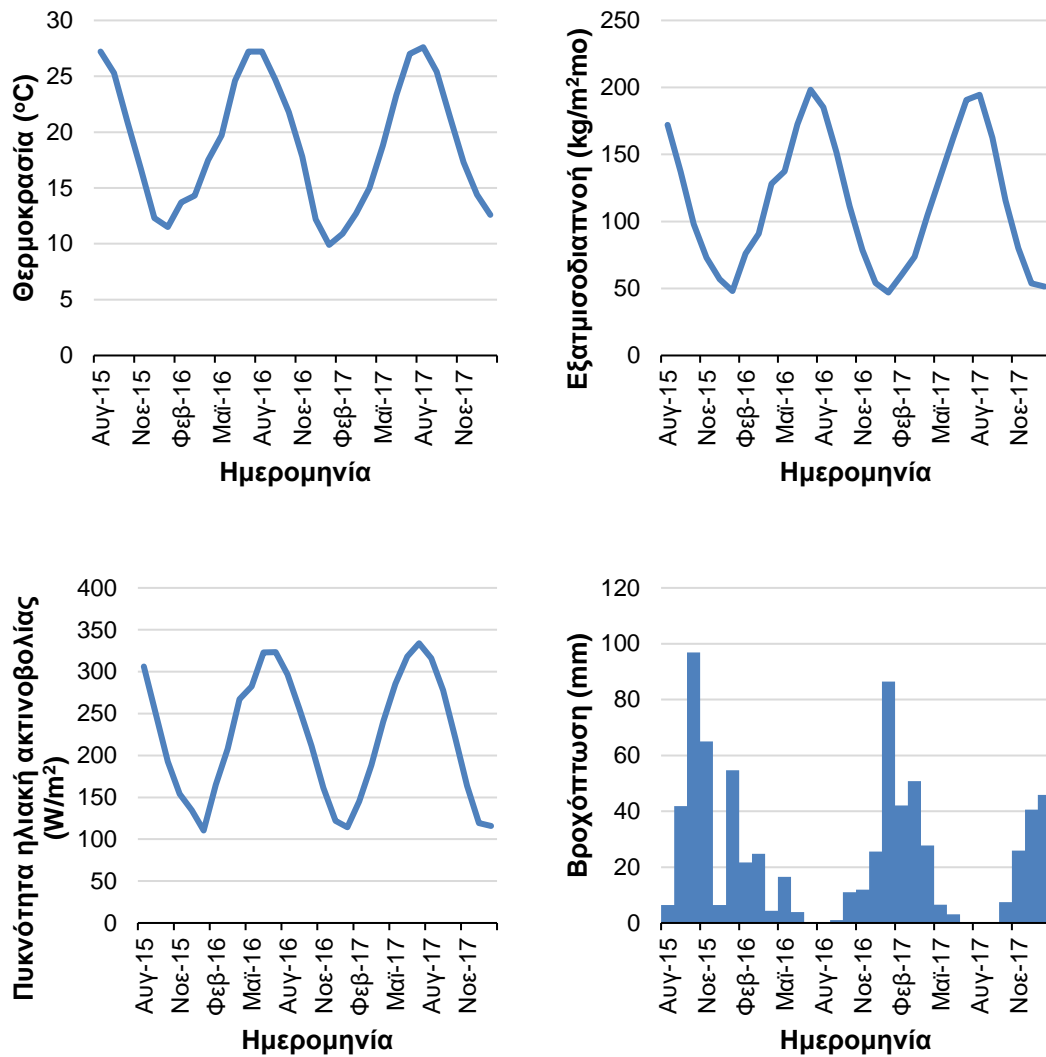 Θερμοκρασία (°C)
30
25
20
15
10
5
0
Αυγ-15
Νοε-15
Φεβ-16
Μαϊ-16
Αυγ-16
Νοε-16
Φεβ-17
Μαϊ-17
Αυγ-17
Νοε-17
Ημερομηνία
Εξατμισοδιαπνοή (kg/m²mo)
250
200
150
100
50
0
Αυγ-15
Νοε-15
Φεβ-16
Μαϊ-16
Αυγ-16
Νοε-16
Φεβ-17
Μαϊ-17
Αυγ-17
Νοε-17
Ημερομηνία
Πυκνότητα ηλιακή ακτινοβολίας
(W/m²)
400
350
300
250
200
150
100
50
0
Αυγ-15
Νοε-15
Φεβ-16
Μαϊ-16
Αυγ-16
Νοε-16
Φεβ-17
Μαϊ-17
Αυγ-17
Νοε-17
Ημερομηνία
Βροχόπτωση (mm)
120
100
80
60
40
20
0
Αυγ-15
Νοε-15
Φεβ-16
Μαϊ-16
Αυγ-16
Νοε-16
Φεβ-17
Μαϊ-17
Αυγ-17
Νοε-17
Ημερομηνία